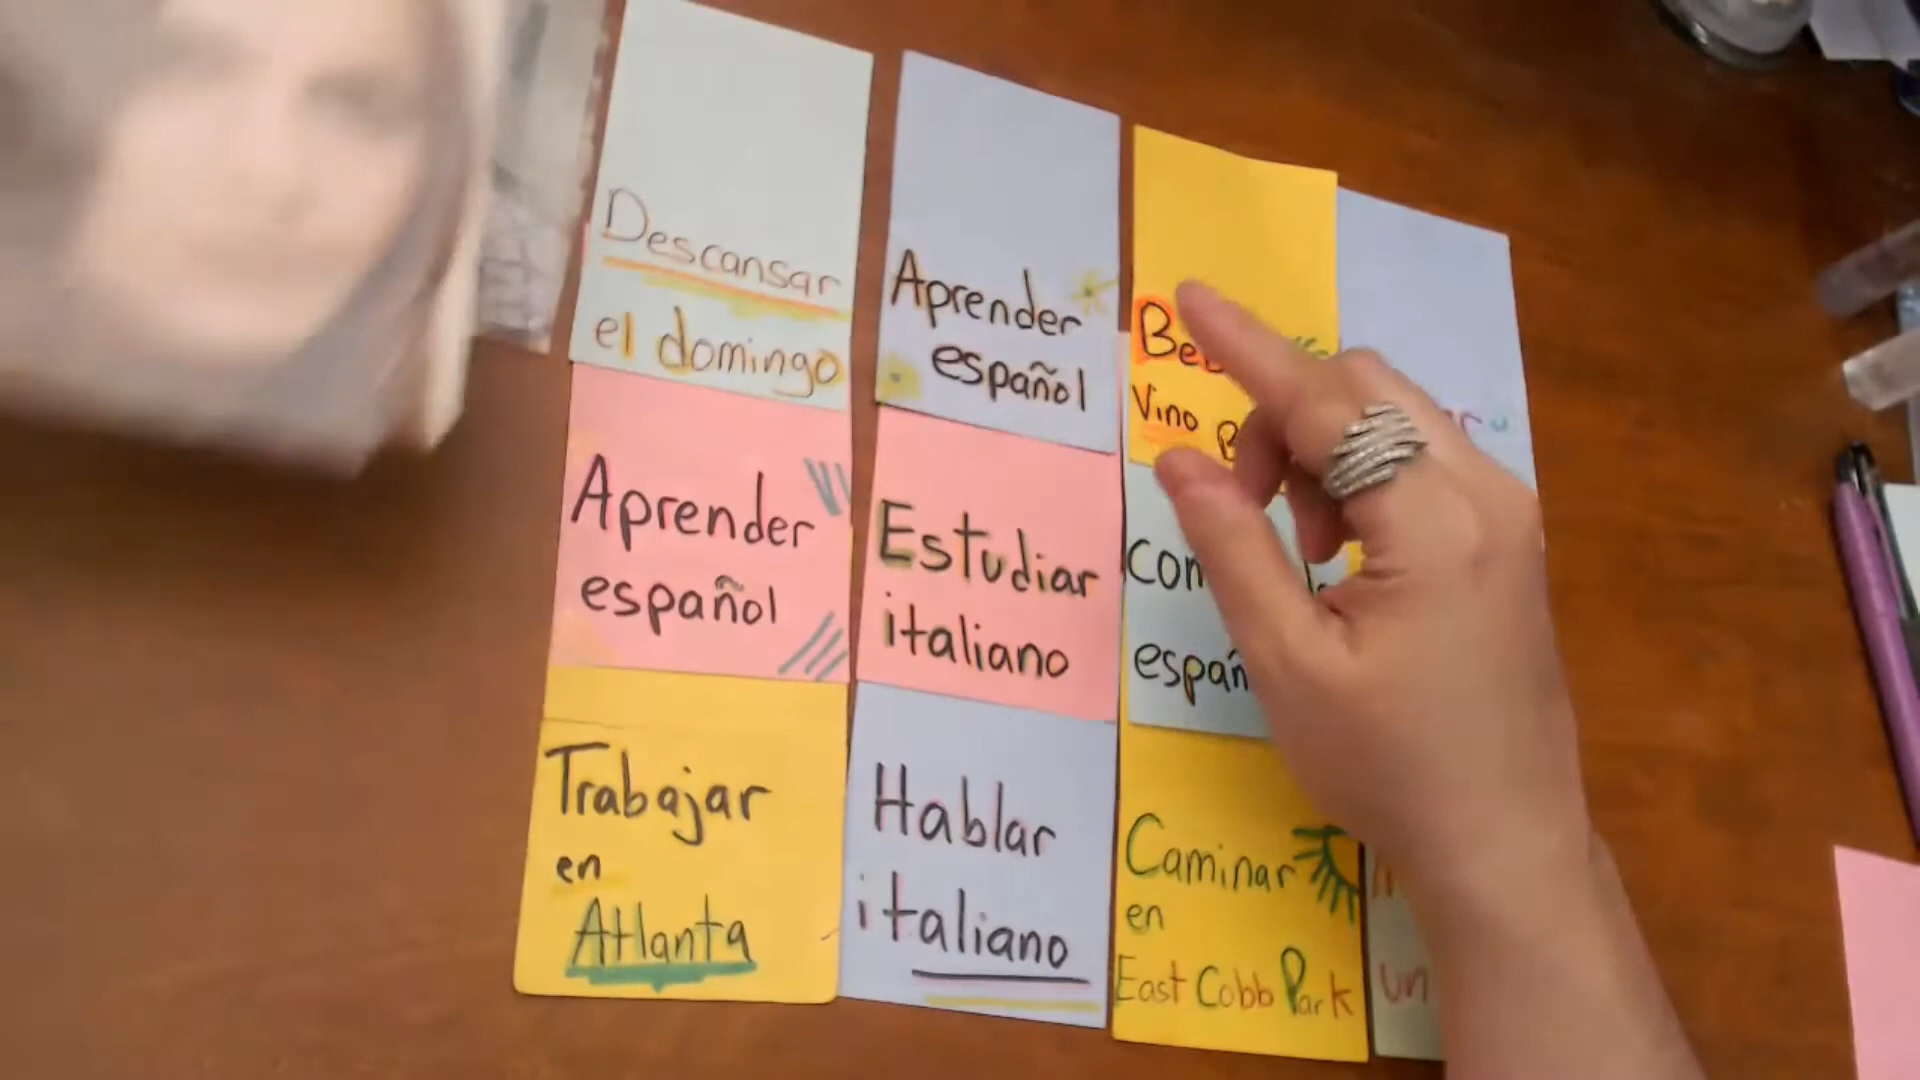 Descansar
el domingo
Aprender
español
Vino
Aprender
español
Estudiar
italiano
Trabajar
en
Atlanta
Hablar
italiano
Caminar
en
East Cobb Park
un